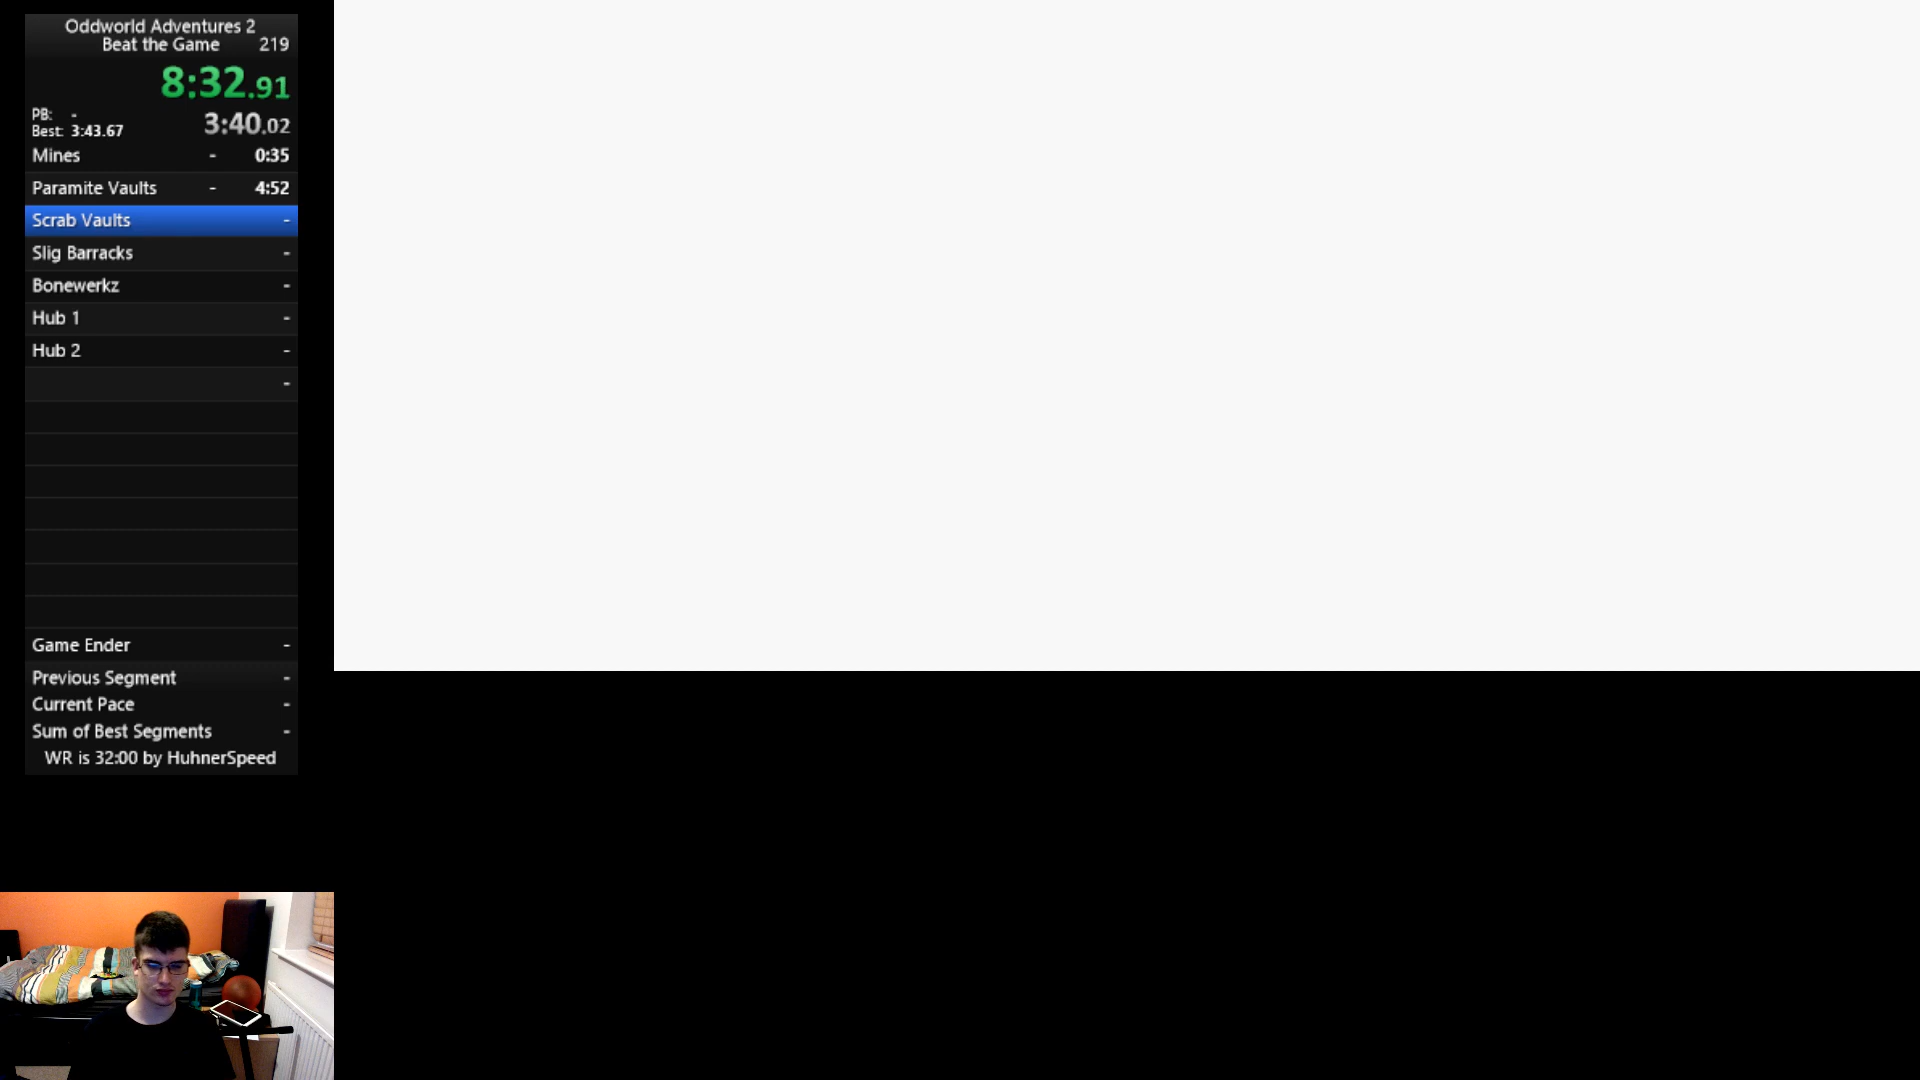 Oddworld Adventures 2
Beat the Game 219
8:32.91
PB: -
3:40.02
Best: 3:43.67
Mines - 0:35
Paramite Vaults - 4:52
Scrab Vaults -
Slig Barracks -
Bonewerkz -
Hub 1 -
Hub 2 -
-
Game Ender -
Previous Segment -
Current Pace -
Sum of Best Segments -
WR is 32:00 by HuhnerSpeed